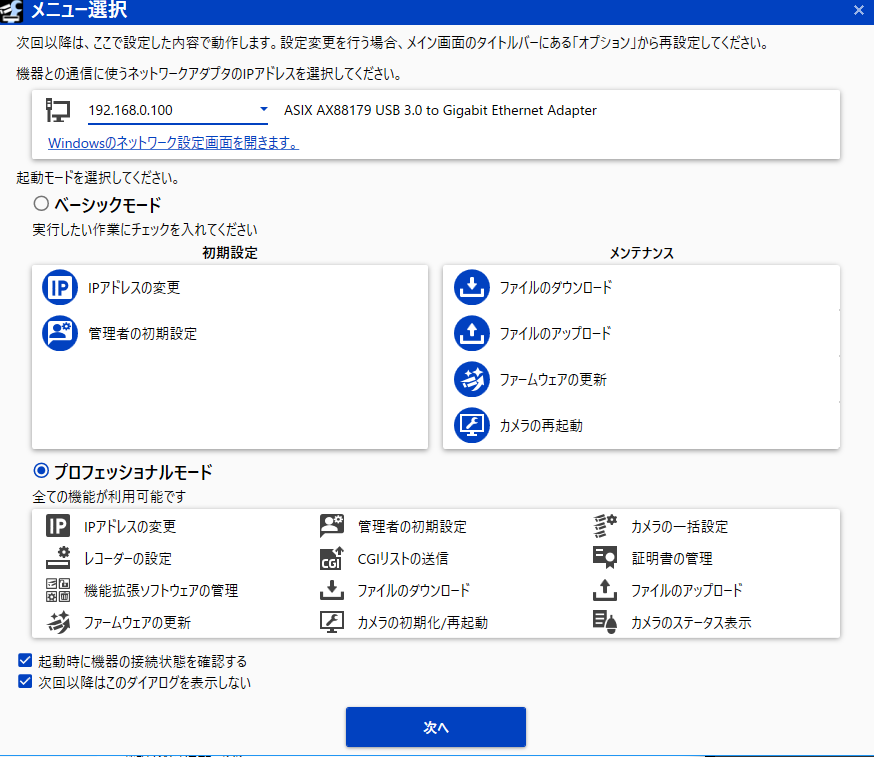 メニュー選択
次回以降は、ここで設定した内容で動作します。設定変更を行う場合、メイン画面のタイトルバーにある「オプション」から再設定してください。
機器との通信に使うネットワークアダプタのIPアドレスを選択してください。
192.168.0.100 ASIX AX88179 USB 3.0 to Gigabit Ethernet Adapter
Windowsのネットワーク設定画面を開きます。
起動モードを選択してください。
ベーシックモード
実行したい作業にチェックを入れてください
初期設定
IP IPアドレスの変更
管理者の初期設定
メンテナンス
ファイルのダウンロード
ファイルのアップロード
ファームウェアの更新
カメラの再起動
プロフェッショナルモード
全ての機能が利用可能です
IP IPアドレスの変更 管理者の初期設定 カメラの一括設定
レコーダーの設定 CGI CGIリストの送信 証明書の管理
機能拡張ソフトウェアの管理 ファイルのダウンロード ファイルのアップロード
ファームウェアの更新 カメラの初期化/再起動 カメラのステータス表示
起動時に機器の接続状態を確認する
次回以降はこのダイアログを表示しない
次へ